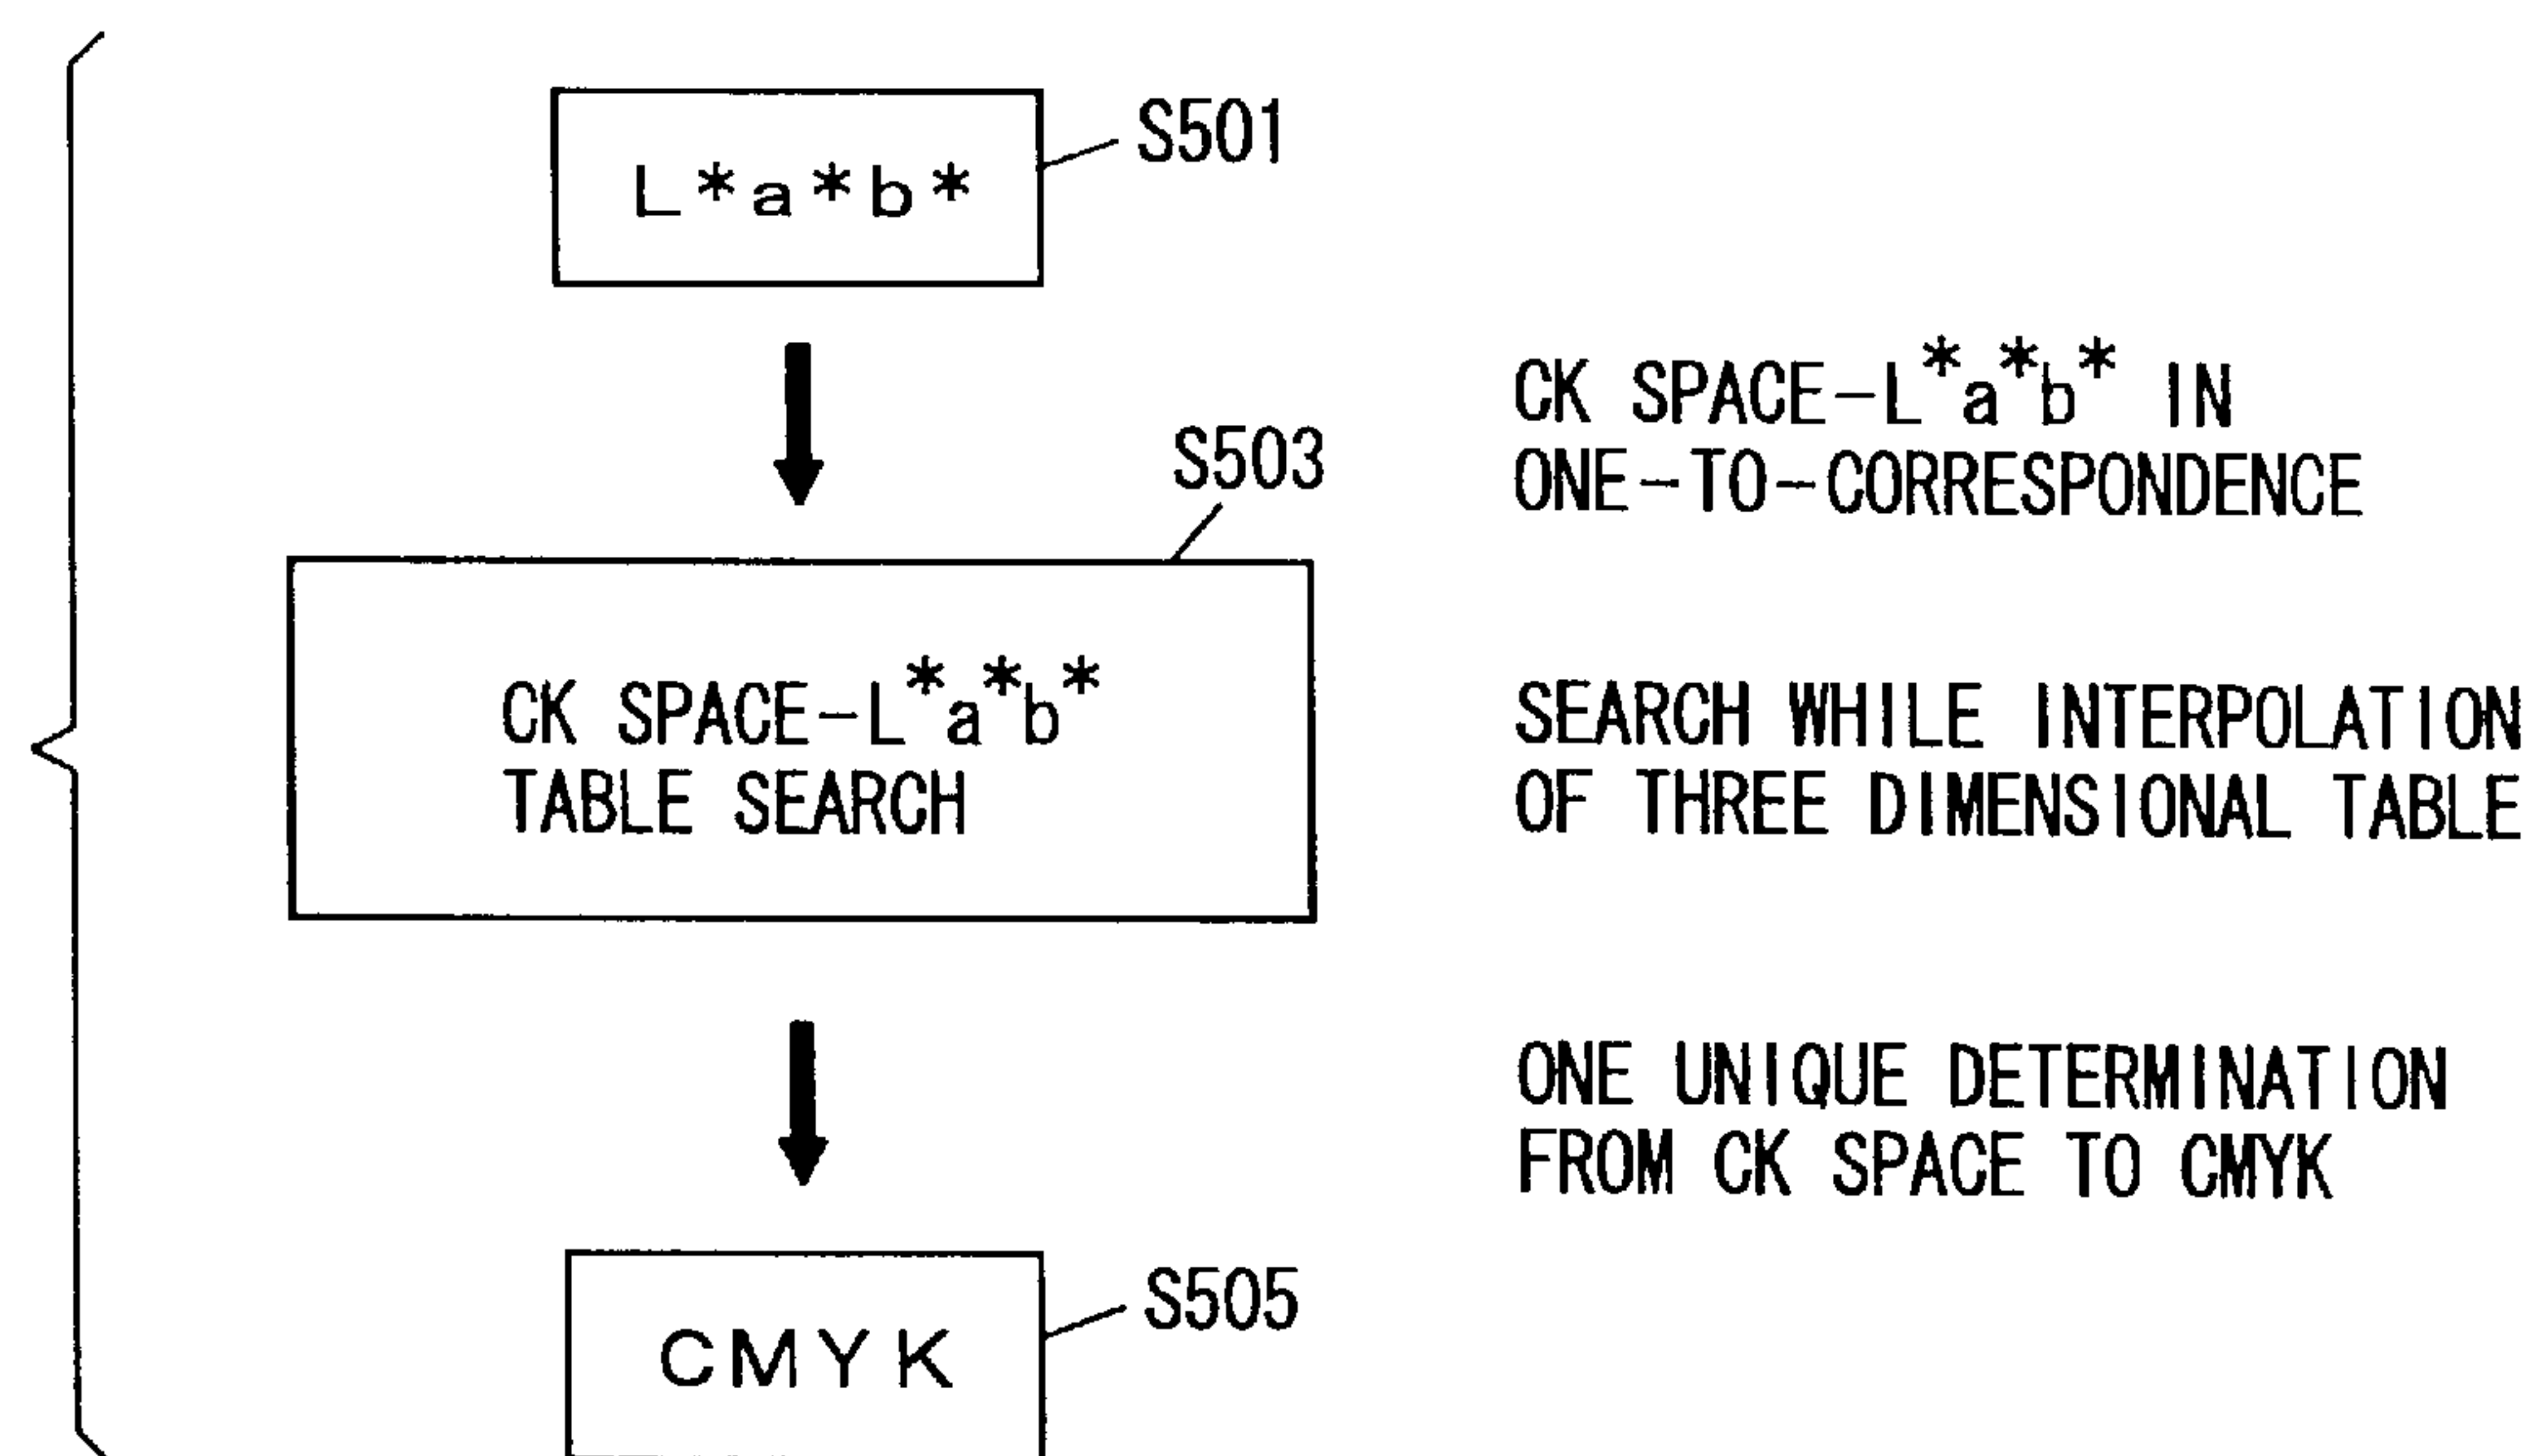 L*a*b*
S501
CK SPACE-L*a*b* IN
ONE-TO-CORRESPONDENCE
S503
CK SPACE-L*a*b*
TABLE SEARCH
SEARCH WHILE INTERPOLATION
OF THREE DIMENSIONAL TABLE
ONE UNIQUE DETERMINATION
FROM CK SPACE TO CMYK
CMYK
S505